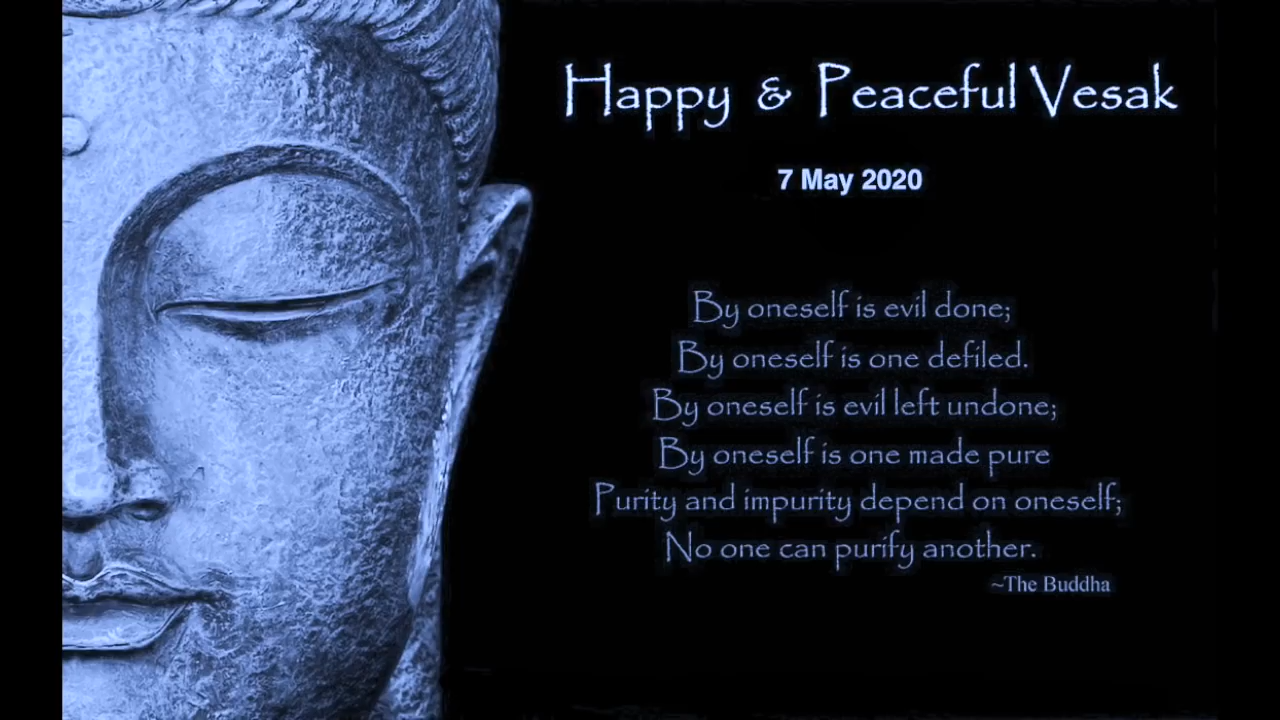 Happy & Peaceful Vesak
7 May 2020
By oneself is evil done;
By oneself is one defiled.
By oneself is evil left undone;
By oneself is one made pure
Purity and impurity depend on oneself;
No one can purify another.
~The Buddha